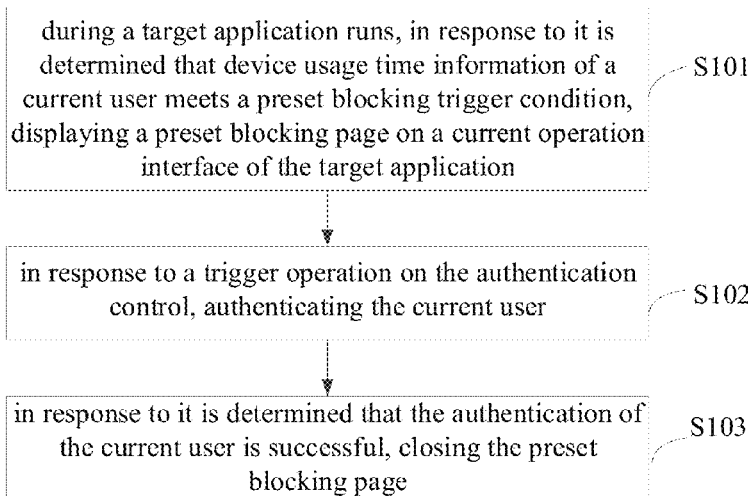 during a target application runs, in response to it is
determined that device usage time information of a
current user meets a preset blocking trigger condition,
displaying a preset blocking page on a current operation
interface of the target application
S101
in response to a trigger operation on the authentication
control, authenticating the current user
S102
in response to it is determined that the authentication of
the current user is successful, closing the preset
blocking page
S103